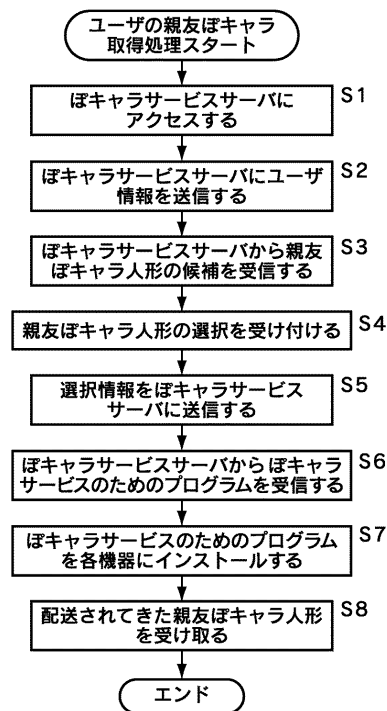 ユーザの親友ぽキャラ
取得処理スタート
ぽキャラサービスサーバに
アクセスする
S1
ぽキャラサービスサーバにユーザ
情報を送信する
S2
ぽキャラサービスサーバから親友
ぽキャラ人形の候補を受信する
S3
親友ぽキャラ人形の選択を受け付ける
S4
選択情報をぽキャラサービス
サーバに送信する
S5
ぽキャラサービスサーバからぽキャラ
サービスのためのプログラムを受信する
S6
ぽキャラサービスのためのプログラム
を各機器にインストールする
S7
配送されてきた親友ぽキャラ人形
を受け取る
S8
エンド